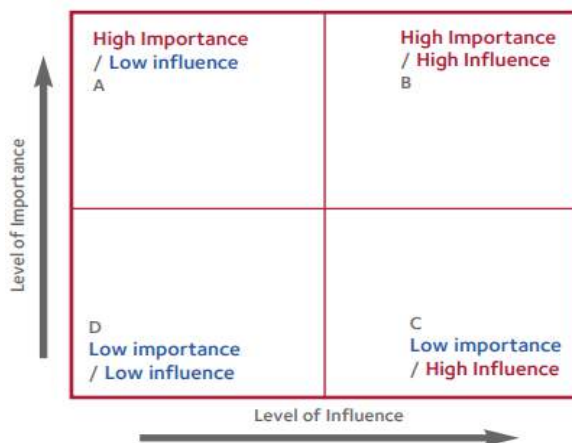 High Importance
/ Low influence
A
High Importance
/ High Influence
B
Level of Importance
D
Low importance
/ Low influence
C
Low importance
/ High Influence
Level of Influence